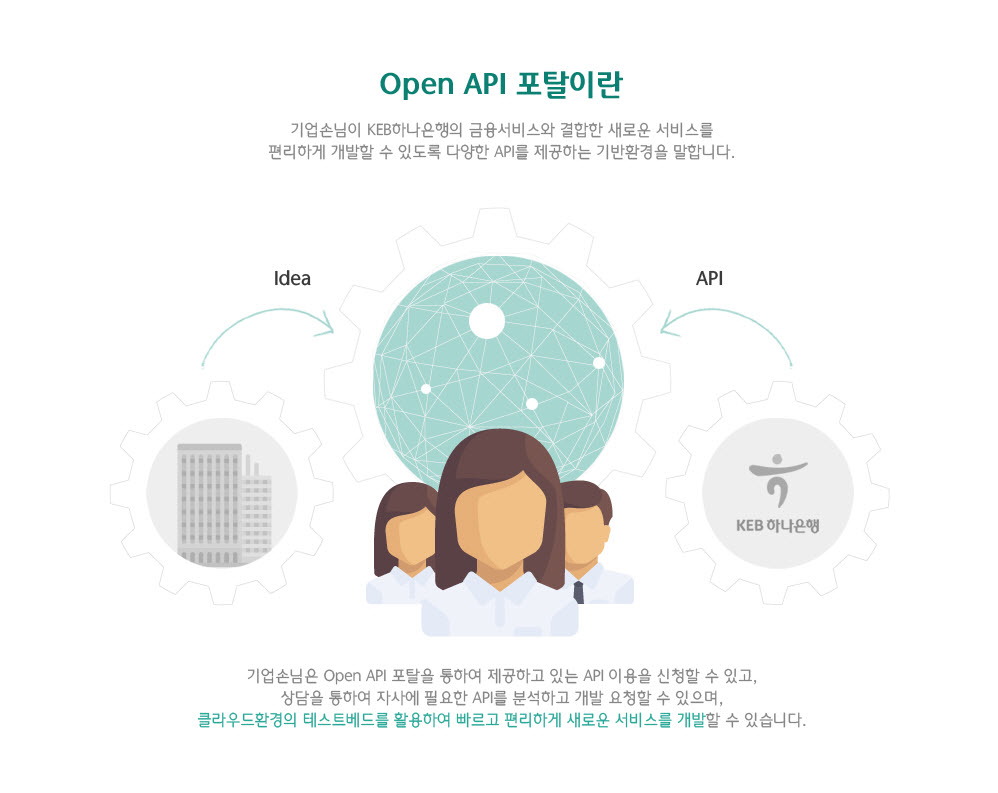 Open API 포탈이란
기업손님이 KEB하나은행의 금융서비스와 결합한 새로운 서비스를
편리하게 개발할 수 있도록 다양한 API를 제공하는 기반환경을 말합니다.
Idea
API
KEB 하나은행
기업손님은 Open API 포탈을 통하여 제공하고 있는 API 이용을 신청할 수 있고,
상담을 통하여 자사에 필요한 API를 분석하고 개발 요청할 수 있으며,
클라우드환경의 테스트베드를 활용하여 빠르고 편리하게 새로운 서비스를 개발할 수 있습니다.